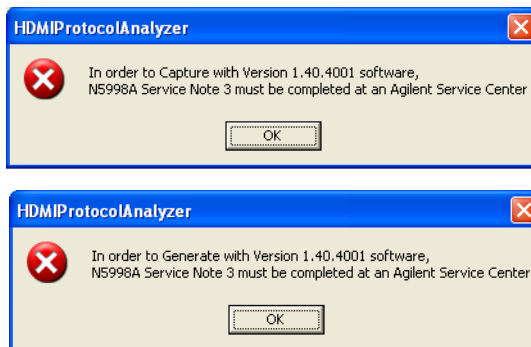 HDMIProtocolAnalyzer
In order to Capture with Version 1.40.4001 software,
N5998A Service Note 3 must be completed at an Agilent Service Center
OK
HDMIProtocolAnalyzer
In order to Generate with Version 1.40.4001 software,
N5998A Service Note 3 must be completed at an Agilent Service Center
OK